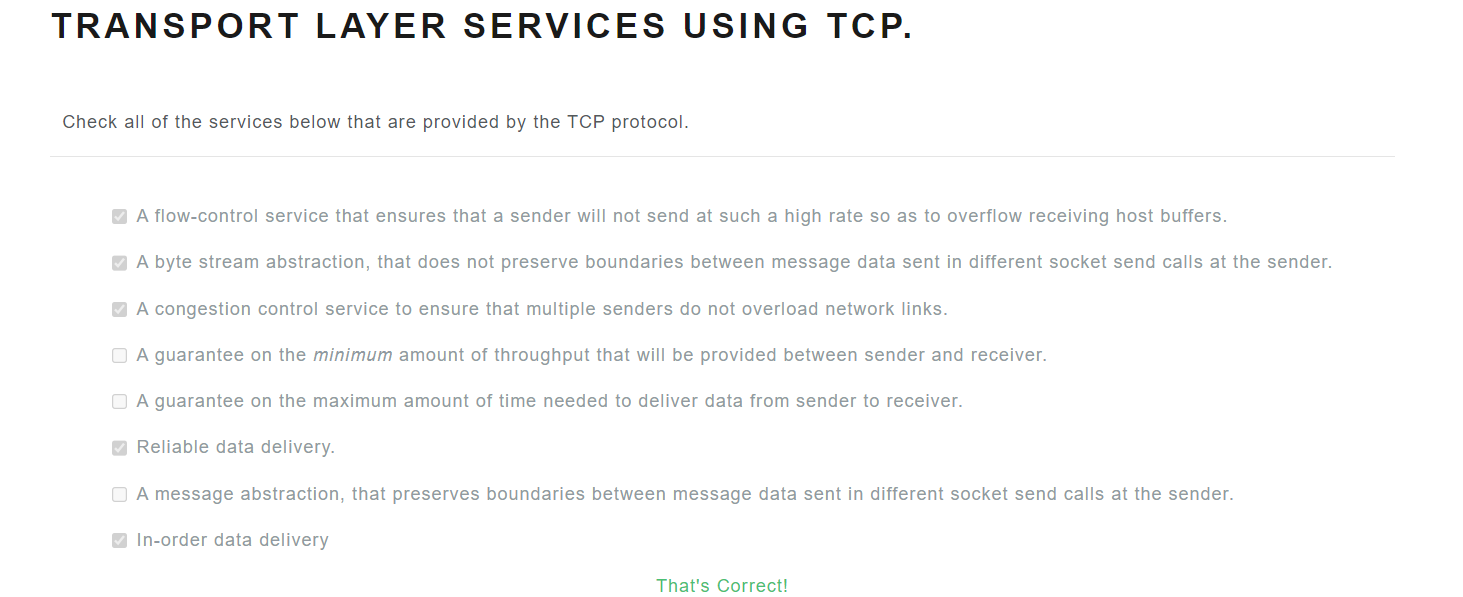 TRANSPORT LAYER SERVICES USING TCP.
Check all of the services below that are provided by the TCP protocol.
A flow-control service that ensures that a sender will not send at such a high rate so as to overflow receiving host buffers.
A byte stream abstraction, that does not preserve boundaries between message data sent in different socket send calls at the sender.
A congestion control service to ensure that multiple senders do not overload network links.
A guarantee on the minimum amount of throughput that will be provided between sender and receiver.
A guarantee on the maximum amount of time needed to deliver data from sender to receiver.
Reliable data delivery.
A message abstraction, that preserves boundaries between message data sent in different socket send calls at the sender.
In-order data delivery
That's Correct!